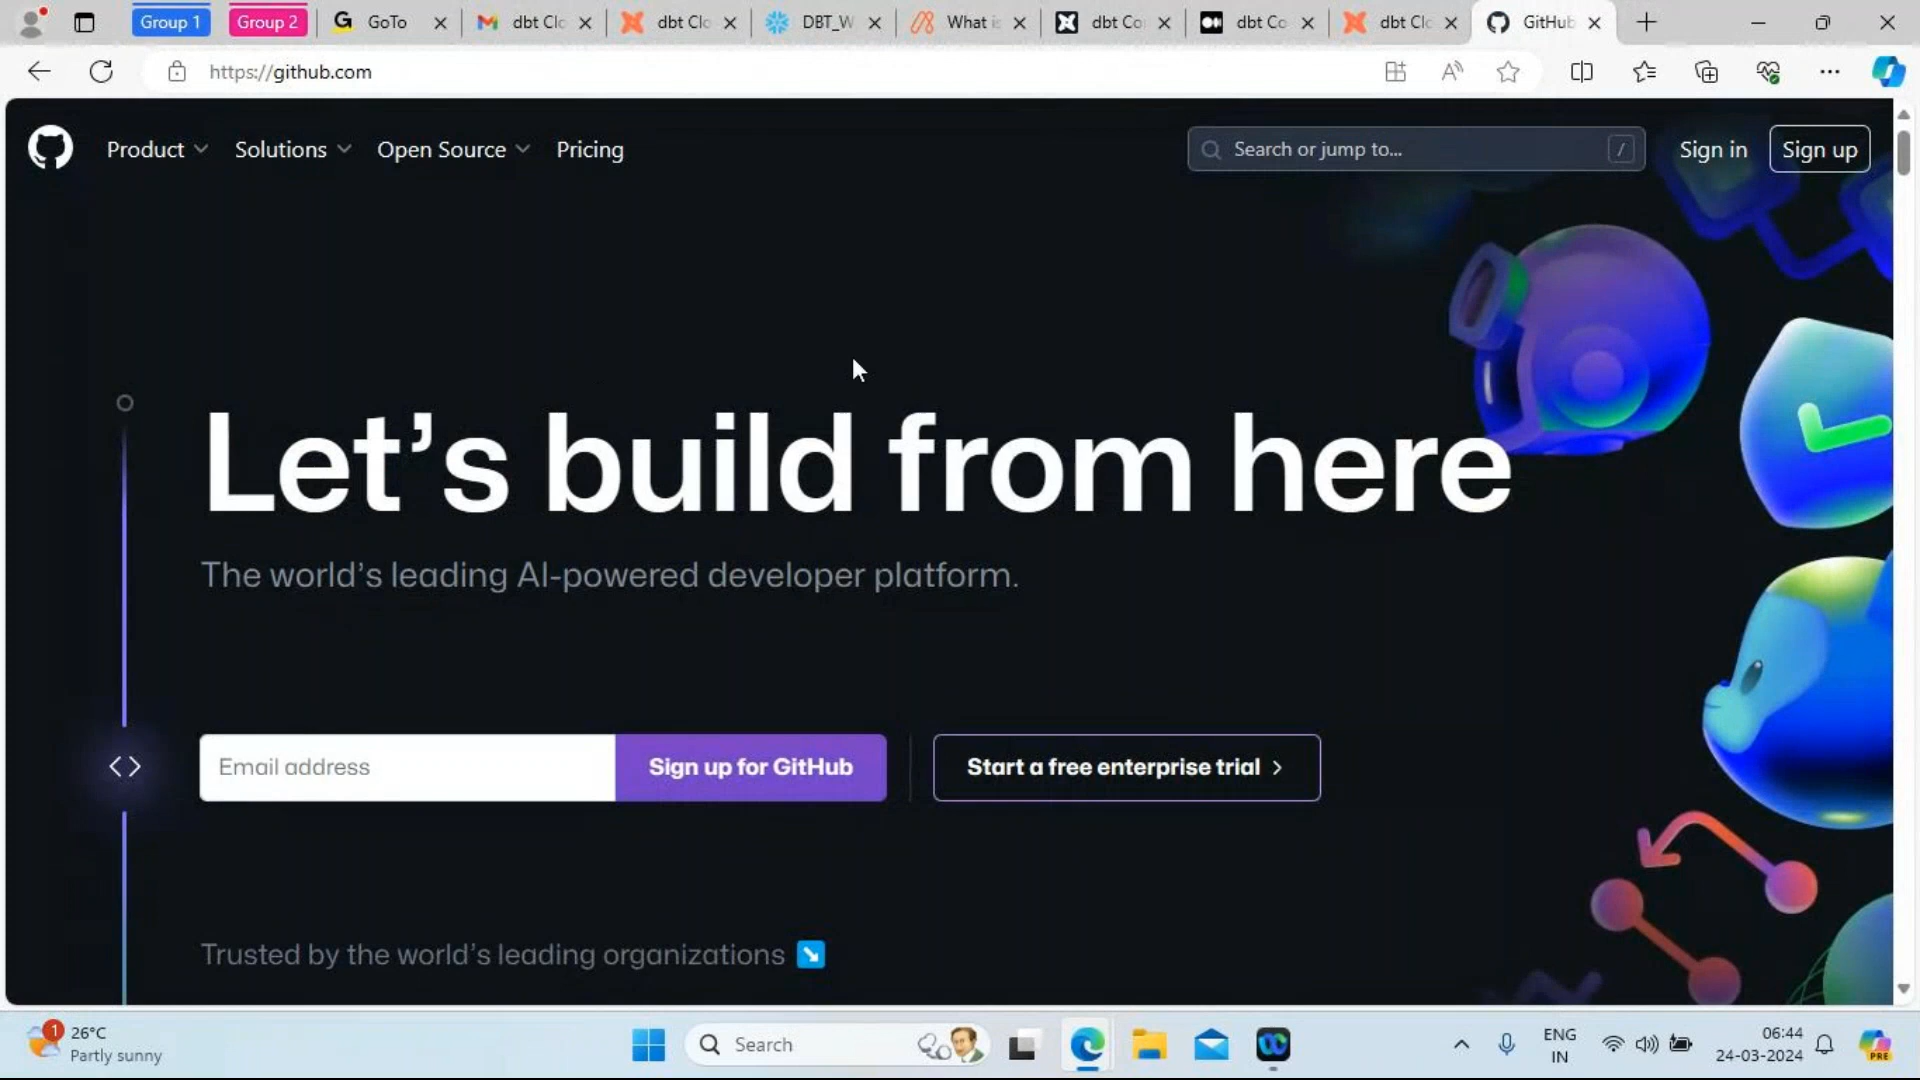 Group 1
Group 2
GoTo
dbt Clo
dbt Clo
DBT_W
What is
dbt Co
dbt Co
dbt Clo
GitHub
https://github.com
Product
Solutions
Open Source
Pricing
Search or jump to...
/
Sign in
Sign up
Let's build from here
The world's leading AI-powered developer platform.
Email address
Sign up for GitHub
Start a free enterprise trial
Trusted by the world's leading organizations
1
26°C
Partly sunny
Search
ENG
IN
06:44
24-03-2024
PRE